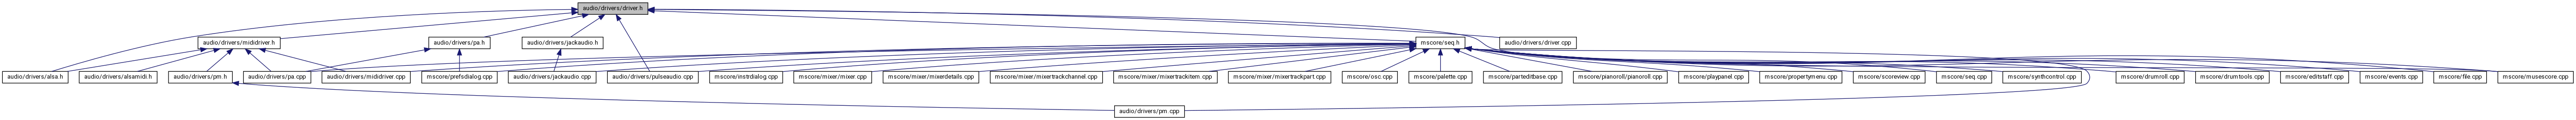 audio/drivers/driver.h
audio/drivers/mididriver.h
audio/drivers/pa.h
audio/drivers/jackaudio.h
mscore/seq.h
audio/drivers/driver.cpp
audio/drivers/alsa.h
audio/drivers/alsamidi.h
audio/drivers/pm.h
audio/drivers/pa.cpp
audio/drivers/mididriver.cpp
mscore/prefsdialog.cpp
audio/drivers/jackaudio.cpp
audio/drivers/pulseaudio.cpp
mscore/instrdialog.cpp
mscore/mixer/mixer.cpp
mscore/mixer/mixerdetails.cpp
mscore/mixer/mixertrackchannel.cpp
mscore/mixer/mixertrackitem.cpp
mscore/mixer/mixertrackpart.cpp
mscore/osc.cpp
mscore/palette.cpp
mscore/parteditbase.cpp
mscore/pianoroll/pianoroll.cpp
mscore/playpanel.cpp
mscore/propertymenu.cpp
mscore/scoreview.cpp
mscore/seq.cpp
mscore/synthcontrol.cpp
mscore/drumroll.cpp
mscore/drumtools.cpp
mscore/editstaff.cpp
mscore/events.cpp
mscore/file.cpp
mscore/musescore.cpp
audio/drivers/pm.cpp